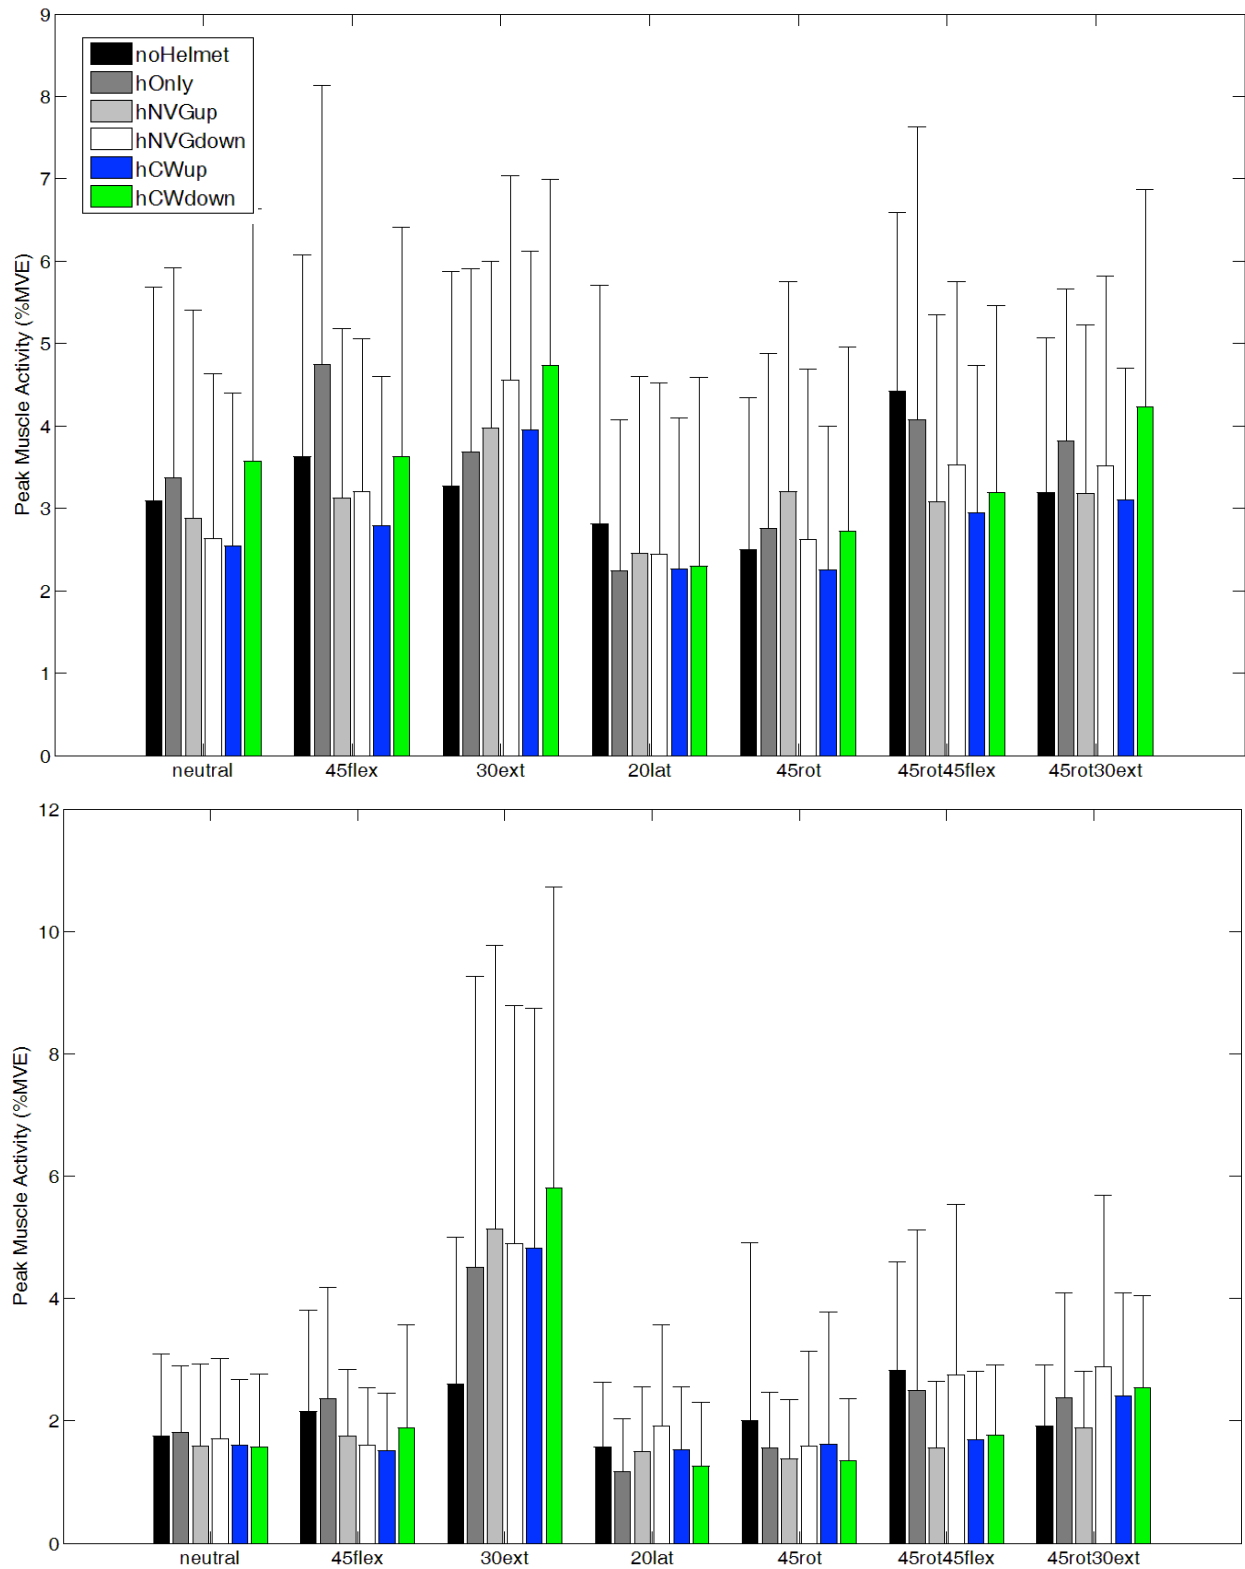 9
8
7
6
5
4
3
2
1
0
Peak Muscle Activity (%MVE)
noHelmet
hOnly
hNVGup
hNVGdown
hCWup
hCWdown
neutral 45flex 30ext 20lat 45rot 45rot45flex 45rot30ext
12
10
8
6
4
2
0
Peak Muscle Activity (%MVE)
neutral 45flex 30ext 20lat 45rot 45rot45flex 45rot30ext